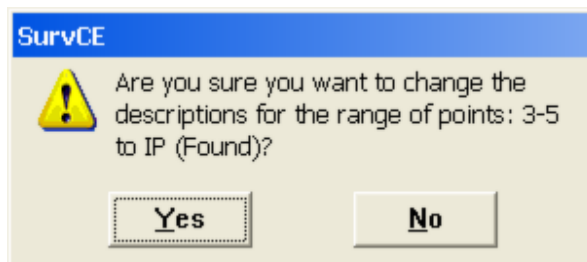 SurvCE
Are you sure you want to change the
descriptions for the range of points: 3-5
to IP (Found)?
Yes
No